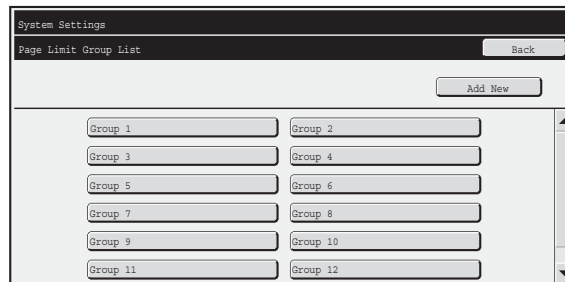 System Settings
Page Limit Group List
Back
Add New
Group 1
Group 2
Group 3
Group 4
Group 5
Group 6
Group 7
Group 8
Group 9
Group 10
Group 11
Group 12